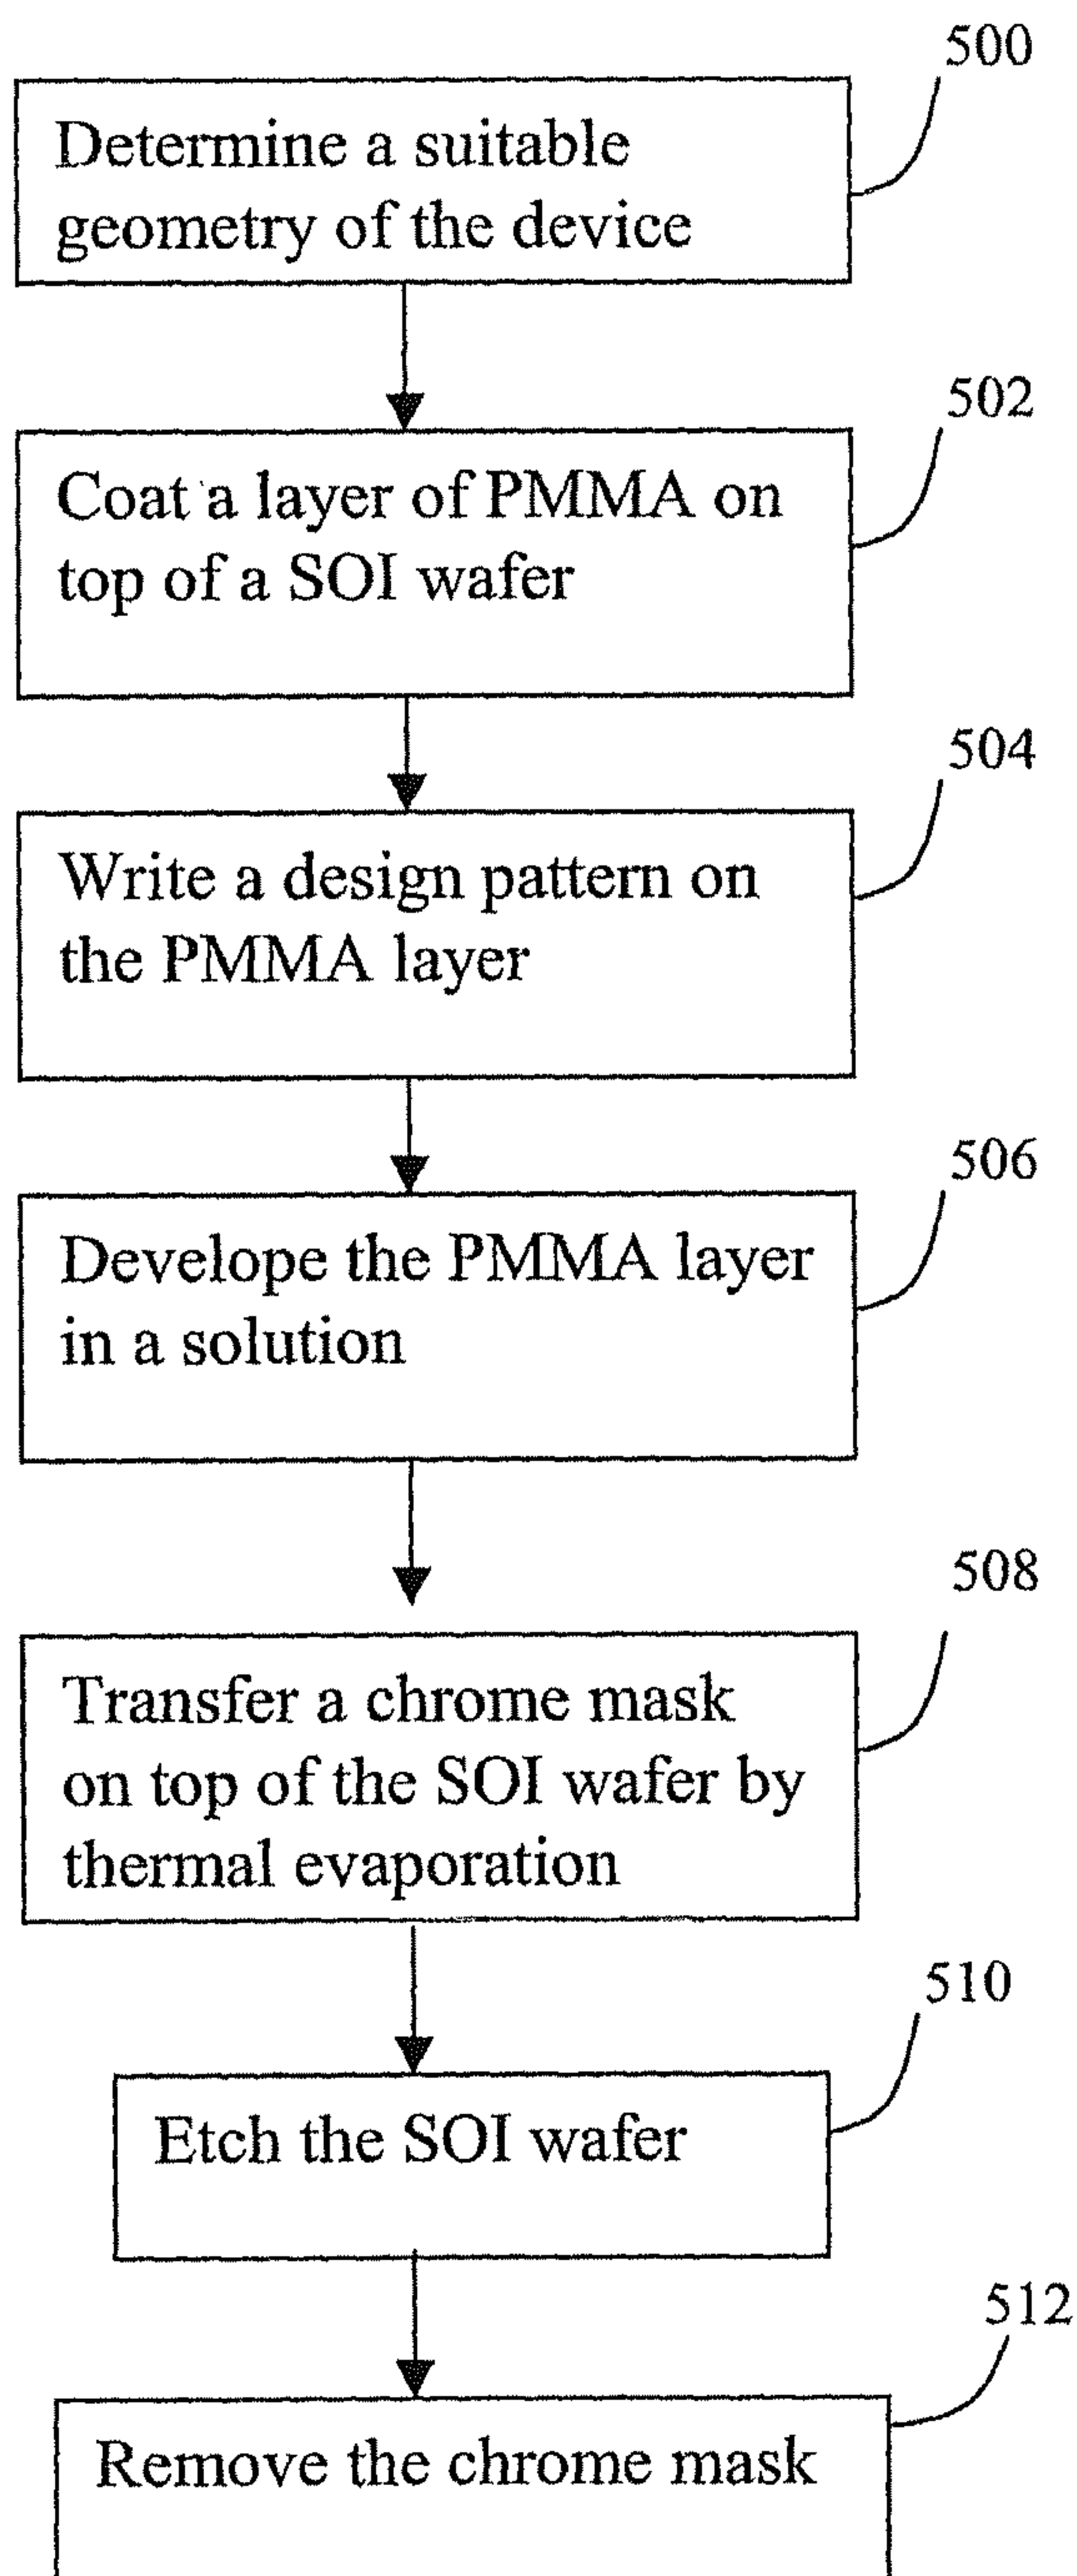 500
Determine a suitable
geometry of the device
502
Coat a layer of PMMA on
top of a SOI wafer
504
Write a design pattern on
the PMMA layer
506
Develope the PMMA layer
in a solution
508
Transfer a chrome mask
on top of the SOI wafer by
thermal evaporation
510
Etch the SOI wafer
512
Remove the chrome mask